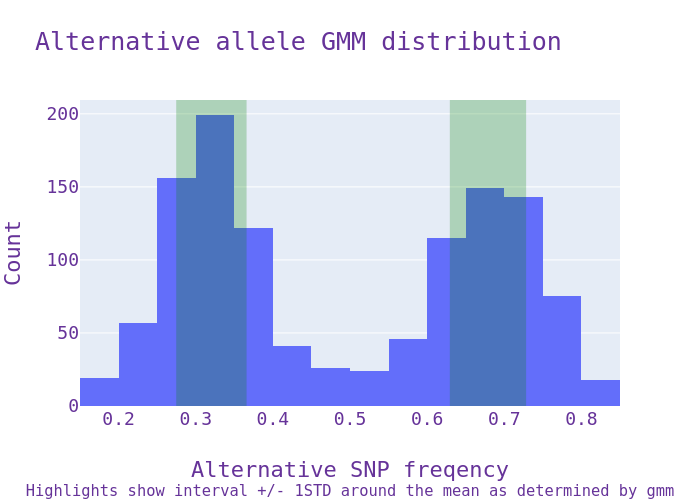 Alternative allele GMM distribution
200
150
100
50
0
Count
0.2 0.3 0.4 0.5 0.6 0.7 0.8
Alternative SNP freqency
Highlights show interval +/- 1STD around the mean as determined by gmm